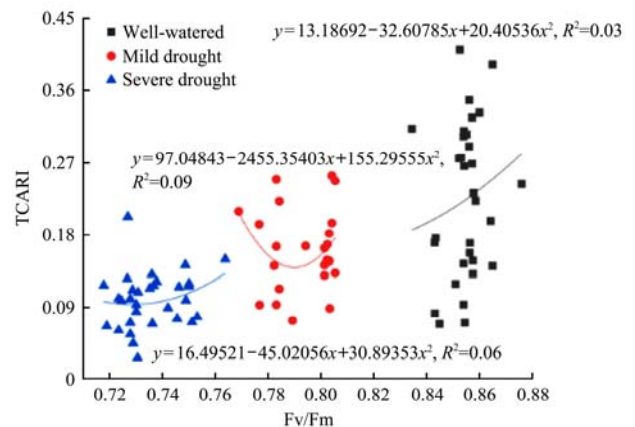 0.45
Well-watered
Mild drought
Severe drought
y=13.18692−32.60785x+20.40536x², R²=0.03
0.36
y=97.04843−2455.35403x+155.29555x²,
R²=0.09
0.27
TCARI
0.18
0.09
y=16.49521−45.02056x+30.89353x², R²=0.06
0
0.72 0.74 0.76 0.78 0.80 0.82 0.84 0.86 0.88
Fv/Fm